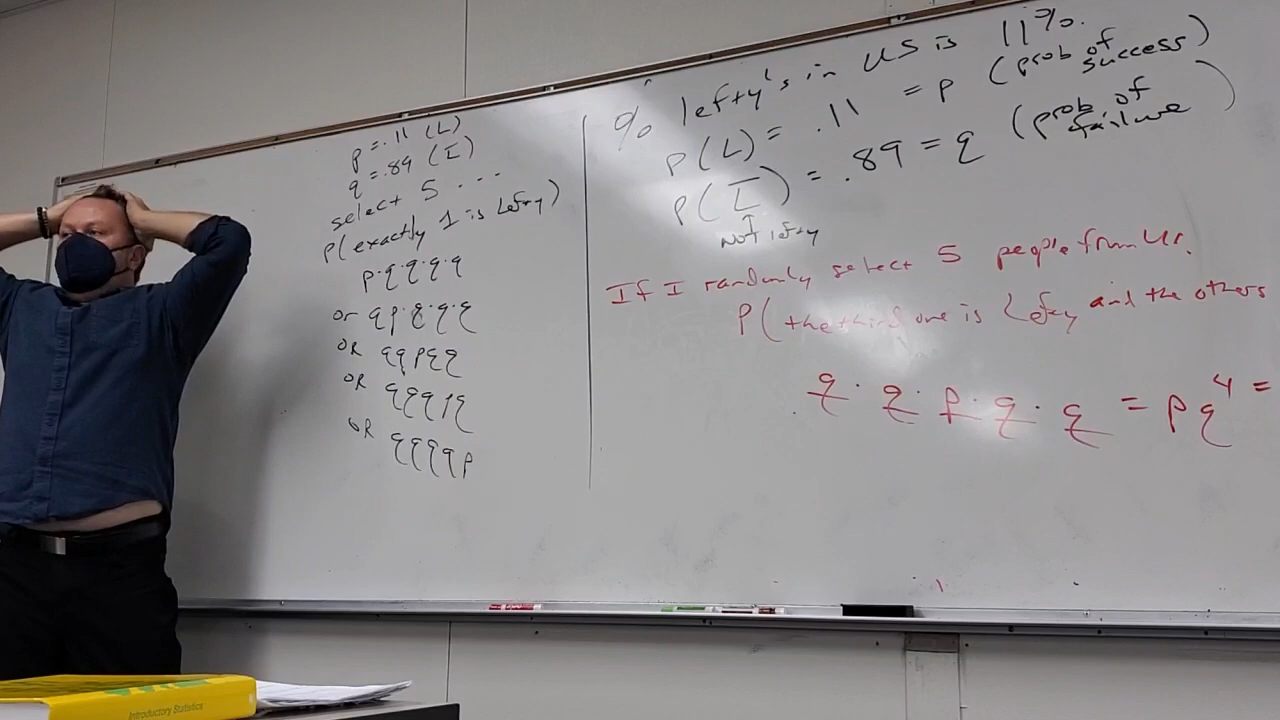 p = .11 (L)
q = .89 (L̅)
select 5 ...
P(exactly 1 is Lefty)
p·q·q·q·q
or q·p·q·q·q
OR q q p q q
OR q q q p q
OR q q q q p
% lefty's in US is 11%.
P(L) = .11 = p (prob of success)
P(L̅) = .89 = q (prob of failure)
Not lefty
If I randomly select 5 people from US.
P( the third one is Lefty and the others
q · q · p · q · q = p q⁴ =
Introductory Statistics